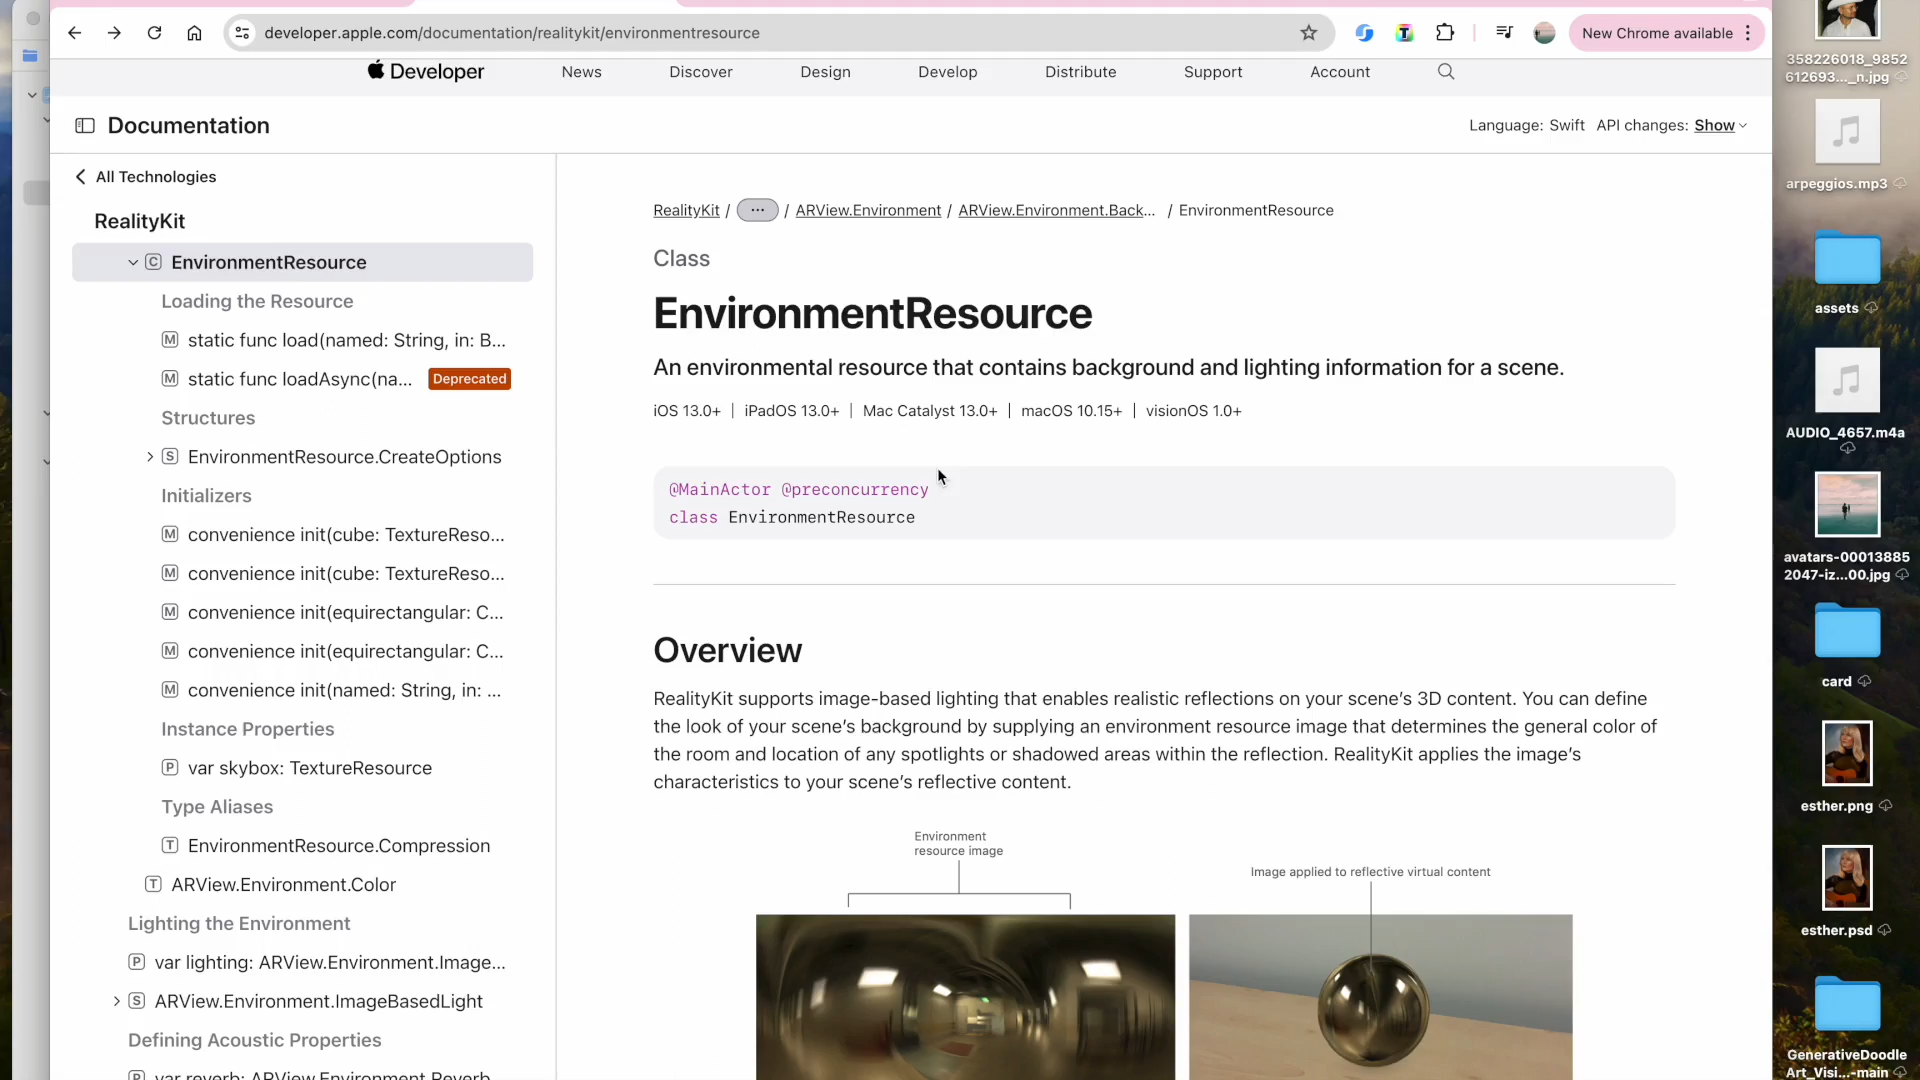 developer.apple.com/documentation/realitykit/environmentresource
New Chrome available
Developer
News
Discover
Design
Develop
Distribute
Support
Account
Documentation
Language: Swift
API changes: Show
All Technologies
RealityKit
EnvironmentResource
Loading the Resource
static func load(named: String, in: B...
static func loadAsync(na...
Deprecated
Structures
EnvironmentResource.CreateOptions
Initializers
convenience init(cube: TextureReso...
convenience init(cube: TextureReso...
convenience init(equirectangular: C...
convenience init(equirectangular: C...
convenience init(named: String, in: ...
Instance Properties
var skybox: TextureResource
Type Aliases
EnvironmentResource.Compression
ARView.Environment.Color
Lighting the Environment
var lighting: ARView.Environment.Image...
ARView.Environment.ImageBasedLight
Defining Acoustic Properties
var reverb: ARView.Environment.Reverb
RealityKit / ··· / ARView.Environment / ARView.Environment.Back... / EnvironmentResource
Class
EnvironmentResource
An environmental resource that contains background and lighting information for a scene.
iOS 13.0+ | iPadOS 13.0+ | Mac Catalyst 13.0+ | macOS 10.15+ | visionOS 1.0+
@MainActor @preconcurrency
class EnvironmentResource
Overview
RealityKit supports image-based lighting that enables realistic reflections on your scene’s 3D content. You can define
the look of your scene’s background by supplying an environment resource image that determines the general color of
the room and location of any spotlights or shadowed areas within the reflection. RealityKit applies the image’s
characteristics to your scene’s reflective content.
Environment
resource image
Image applied to reflective virtual content
358226018_9852
612693..._n.jpg
arpeggios.mp3
assets
AUDIO_4657.m4a
avatars-00013885
2047-iz...00.jpg
card
esther.png
esther.psd
GenerativeDoodle
Art_Visi...-main